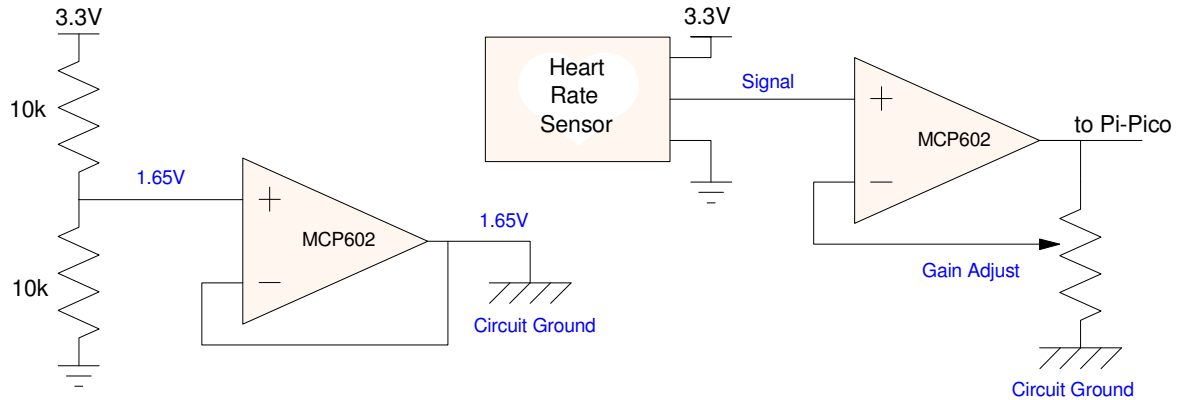 3.3V
10k
10k
1.65V
+
MCP602
−
1.65V
Circuit Ground
Heart
Rate
Sensor
3.3V
Signal
+
MCP602
−
to Pi-Pico
Gain Adjust
Circuit Ground